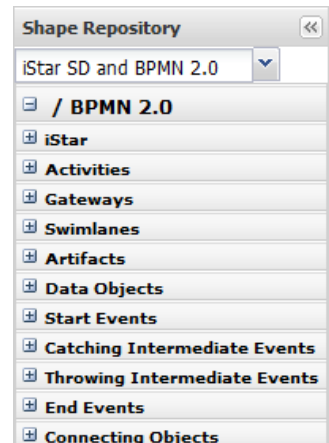 Shape Repository
iStar SD and BPMN 2.0
/ BPMN 2.0
iStar
Activities
Gateways
Swimlanes
Artifacts
Data Objects
Start Events
Catching Intermediate Events
Throwing Intermediate Events
End Events
Connecting Objects